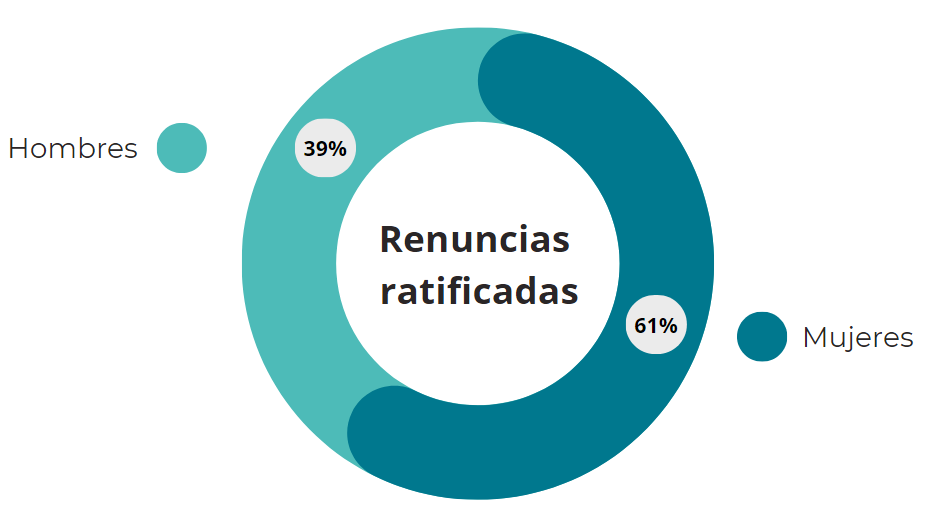 Hombres
39%
Renuncias
ratificadas
61%
Mujeres